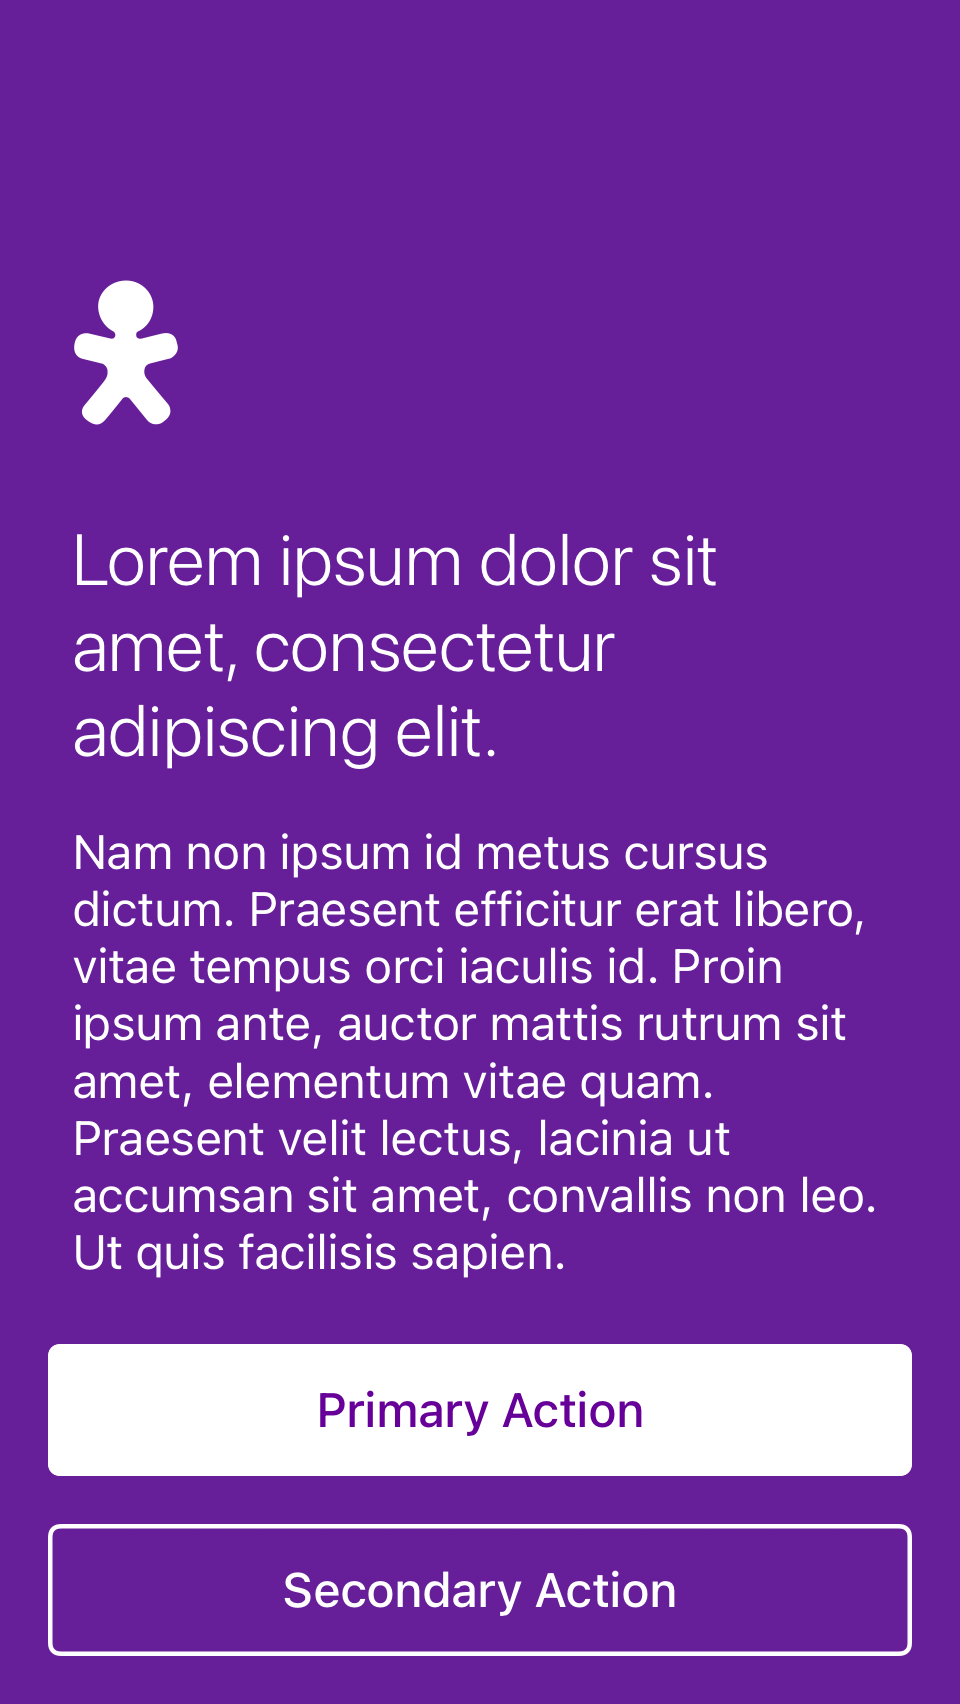 Lorem ipsum dolor sit
amet, consectetur
adipiscing elit.
Nam non ipsum id metus cursus
dictum. Praesent efficitur erat libero,
vitae tempus orci iaculis id. Proin
ipsum ante, auctor mattis rutrum sit
amet, elementum vitae quam.
Praesent velit lectus, lacinia ut
accumsan sit amet, convallis non leo.
Ut quis facilisis sapien.
Primary Action
Secondary Action